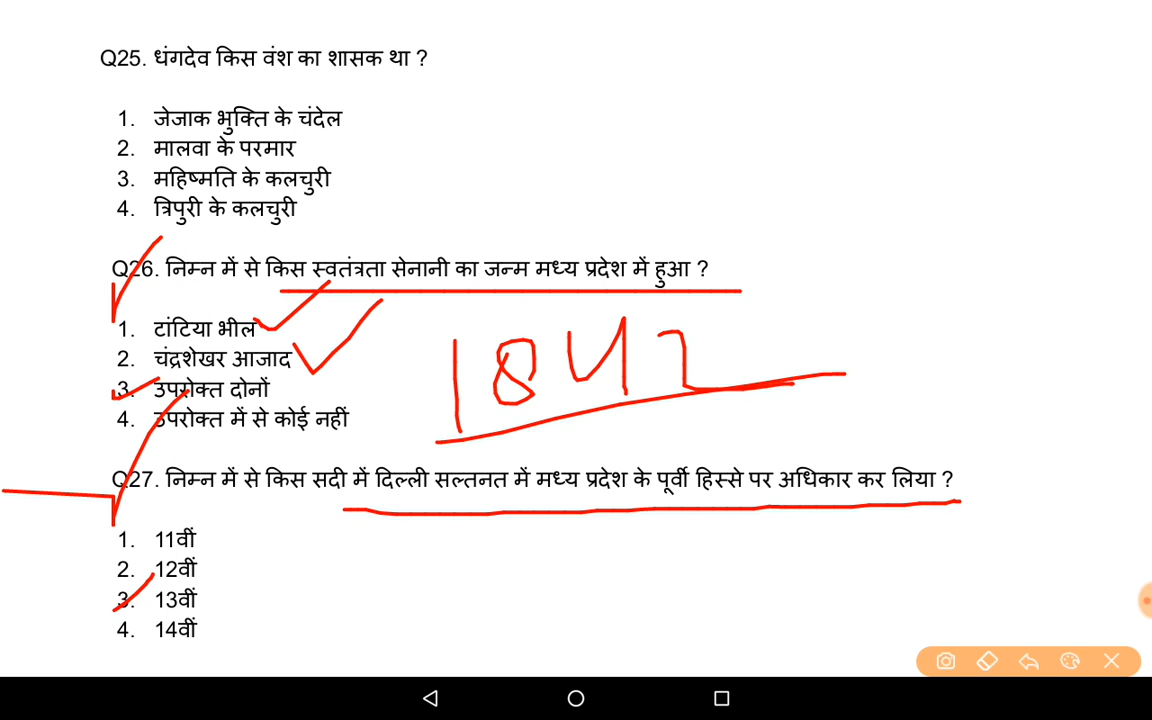 Q25. धंगदेव किस वंश का शासक था ?
1. जेजाक भुक्ति के चंदेल
2. मालवा के परमार
3. महिष्मति के कलचुरी
4. त्रिपुरी के कलचुरी
Q26. निम्न में से किस स्वतंत्रता सेनानी का जन्म मध्य प्रदेश में हुआ ?
1. टांटिया भील
2. चंद्रशेखर आजाद
3. उपरोक्त दोनों
4. उपरोक्त में से कोई नहीं
1842
Q27. निम्न में से किस सदी में दिल्ली सल्तनत में मध्य प्रदेश के पूर्वी हिस्से पर अधिकार कर लिया ?
1. 11वीं
2. 12वीं
3. 13वीं
4. 14वीं